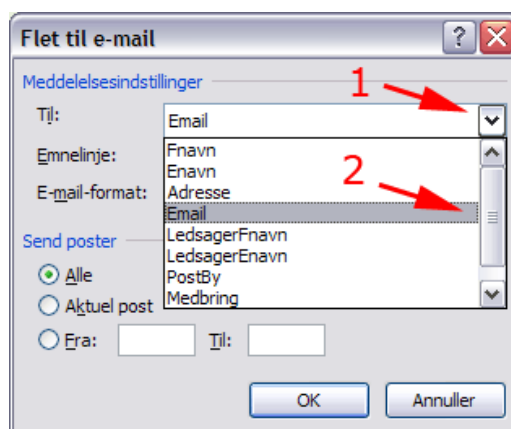 Flet til e-mail
Meddelelsesindstillinger
1
Til:
Email
Emnelinje:
Fnavn
Enavn
2
E-mail-format:
Adresse
Email
LedsagerFnavn
Send poster
LedsagerEnavn
Alle
PostBy
Aktuel post
Medbring
Fra:
Til:
OK
Annuller